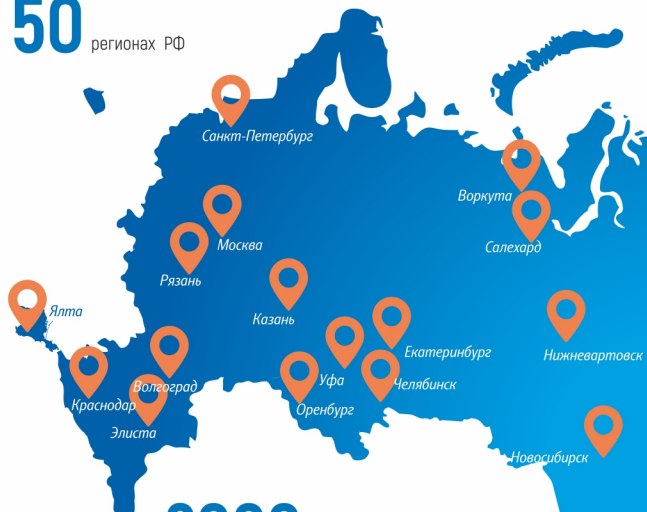 50 регионах РФ
Санкт-Петербург
Воркута
Салехард
Москва
Рязань
Казань
Ялта
Нижневартовск
Екатеринбург
Уфа
Челябинск
Волгоград
Краснодар
Оренбург
Элиста
Новосибирск